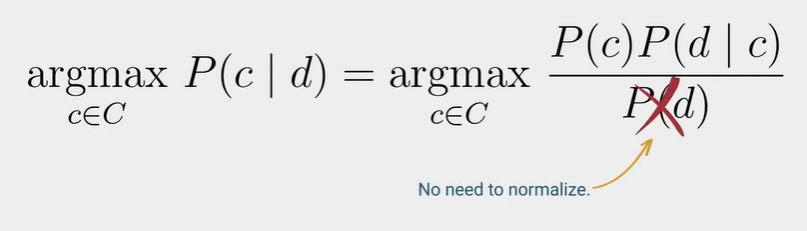 argmax P(c | d) = argmax P(c)P(d | c)
c∈C c∈C P(d)
No need to normalize.